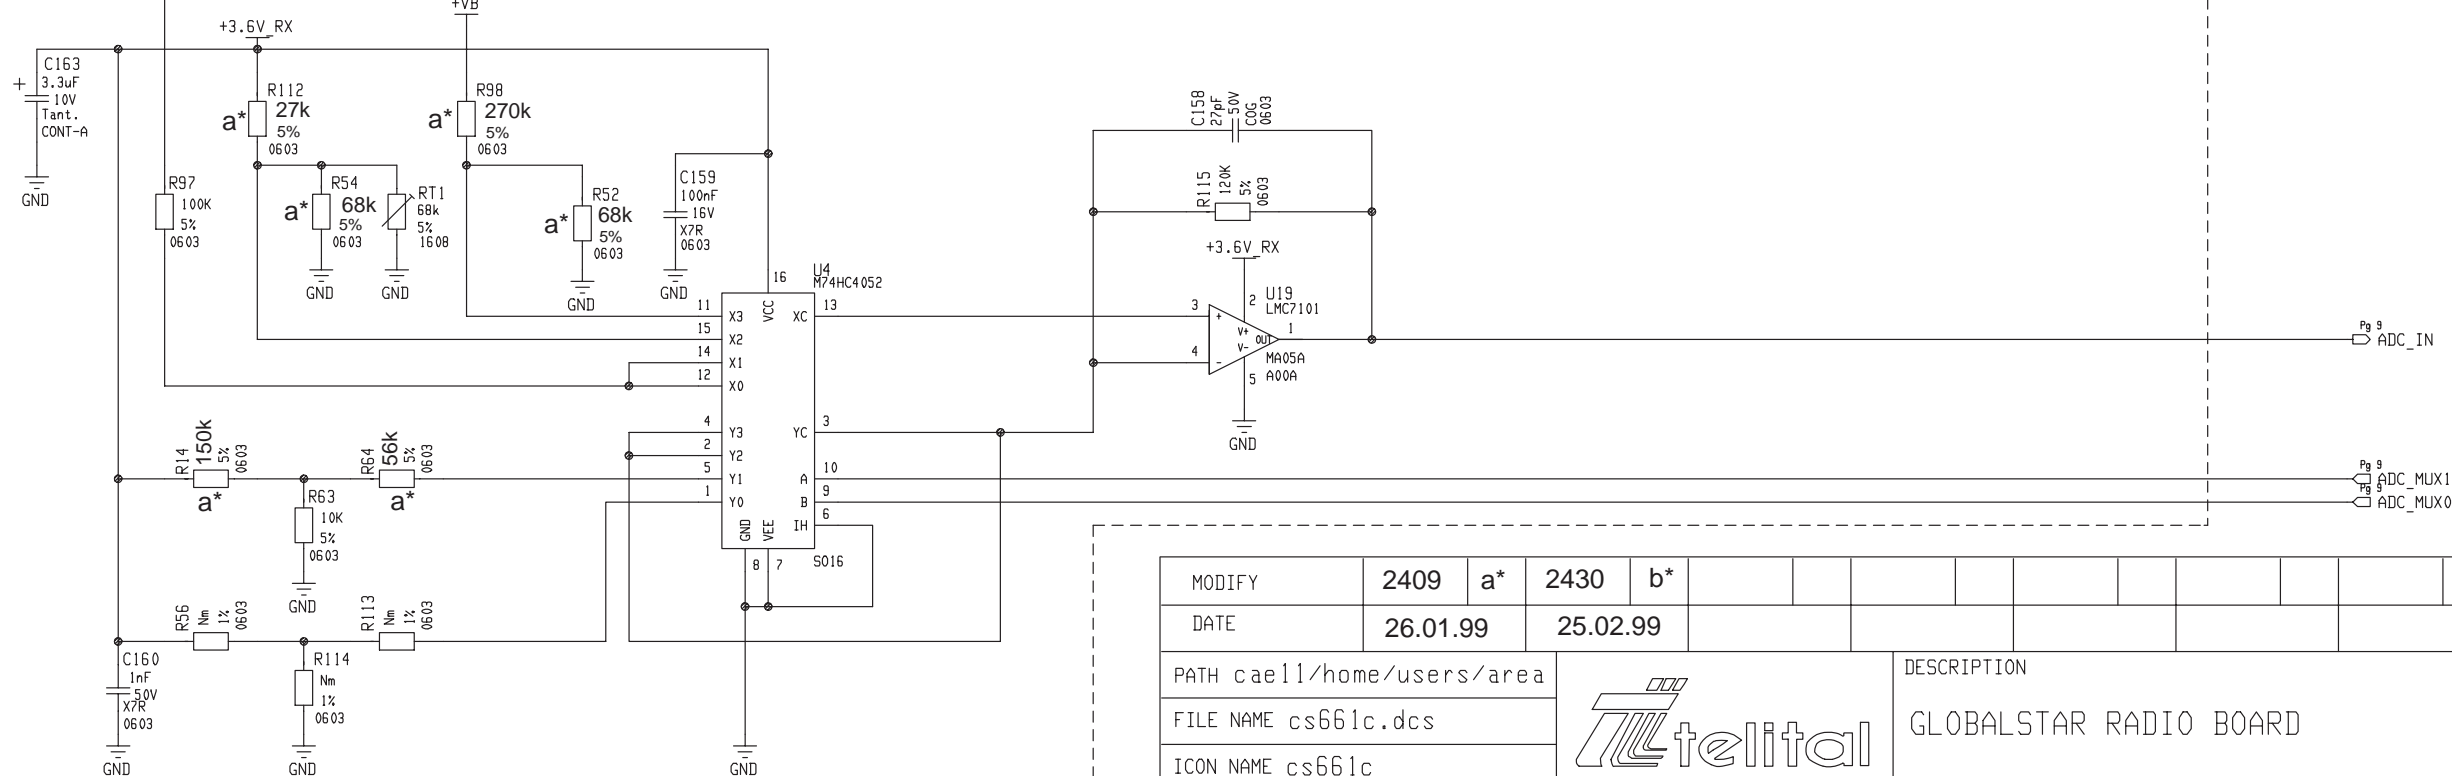 +VB
+3.6V_RX
C163
+ 3.3uF
10V
Tant.
CONT-A
GND
R112
a* 27k
5%
0603
R98
a* 270k
5%
0603
R97
100K
5%
0603
R54
a* 68k
5%
0603
GND
RT1
68k
5%
1608
GND
R52
a* 68k
5%
0603
GND
C159
100nF
16V
X7R
0603
GND
C158
27pF
50V
COG
0603
R115
120K
5%
0603
+3.6V_RX
U4
M74HC4052
16
VCC
11 X3 XC 13
15 X2
14 X1
12 X0
4 Y3 YC 3
2 Y2
5 Y1 A 10
1 Y0 B 9
IH 6
GND VEE
8 7
SO16
GND
U19
LMC7101
2
3 +
V+
OUT 1
V-
4 -
MA05A
5 A00A
GND
Pg 9
ADC_IN
Pg 9
ADC_MUX1
Pg 9
ADC_MUX0
R14
150k
5%
0603
a*
R64
56k
5%
0603
a*
R63
10K
5%
0603
GND
R56
Nm
1%
0603
R113
Nm
1%
0603
C160
1nF
50V
X7R
0603
GND
R114
Nm
1%
0603
GND
MODIFY 2409 a* 2430 b*
DATE 26.01.99 25.02.99
PATH cae11/home/users/area
FILE NAME cs661c.dcs
ICON NAME cs661c
telital
DESCRIPTION
GLOBALSTAR RADIO BOARD